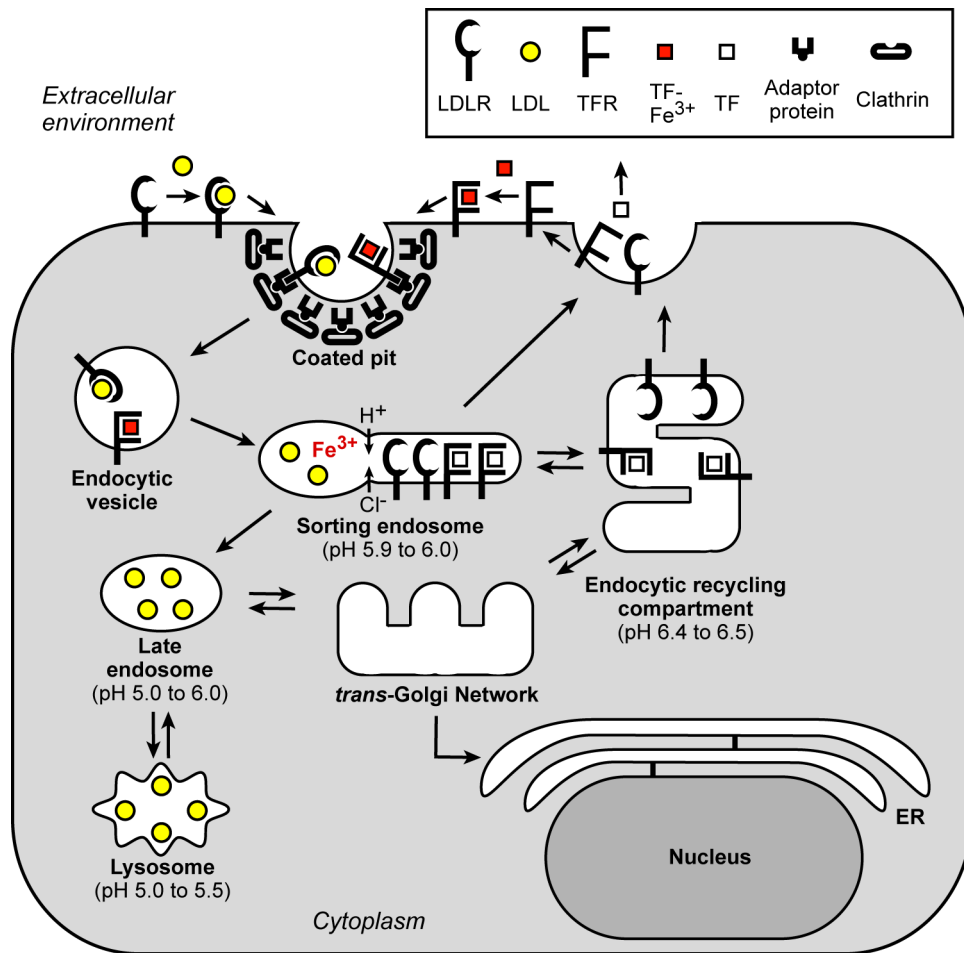 LDLR
LDL
TFR
TF-
Fe3+
TF
Adaptor
protein
Clathrin
Extracellular
environment
Coated pit
Endocytic
vesicle
H+
Fe3+
Cl-
Sorting endosome
(pH 5.9 to 6.0)
Endocytic recycling
compartment
(pH 6.4 to 6.5)
Late
endosome
(pH 5.0 to 6.0)
trans-Golgi Network
Lysosome
(pH 5.0 to 5.5)
ER
Nucleus
Cytoplasm